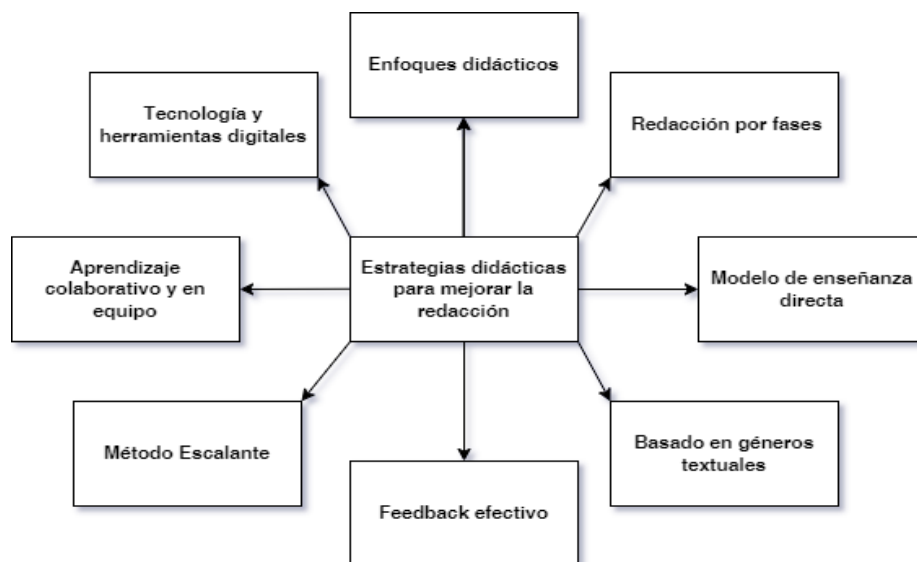 Enfoques didácticos
Tecnología y
herramientas digitales
Redacción por fases
Aprendizaje
colaborativo y en
equipo
Estrategias didácticas
para mejorar la
redacción
Modelo de enseñanza
directa
Método Escalante
Basado en géneros
textuales
Feedback efectivo